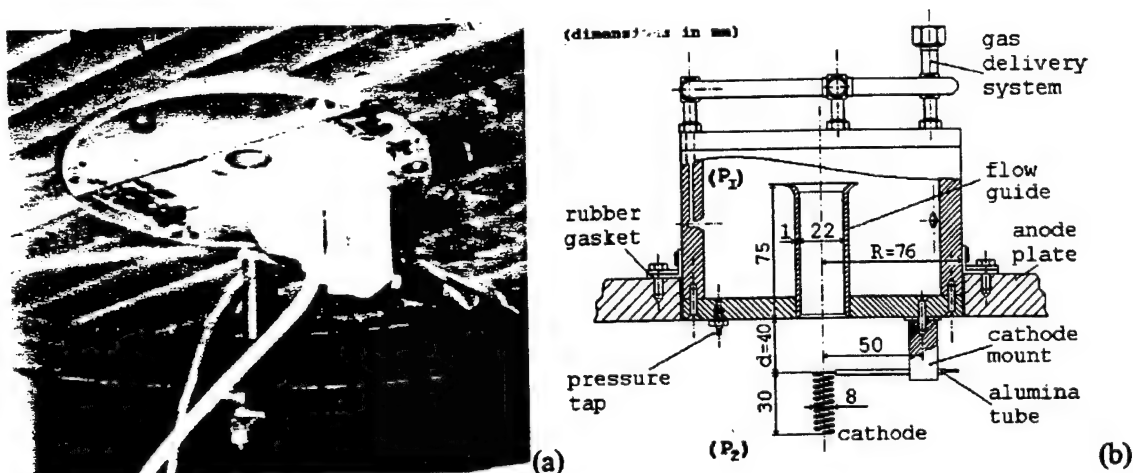 (dimensions in mm)
gas
delivery
system
(P₁)
flow
guide
rubber
gasket
1
22
75
R=76
anode
plate
d=40
50
cathode
mount
pressure
tap
30
8
alumina
tube
cathode
(P₂)
(a)
(b)